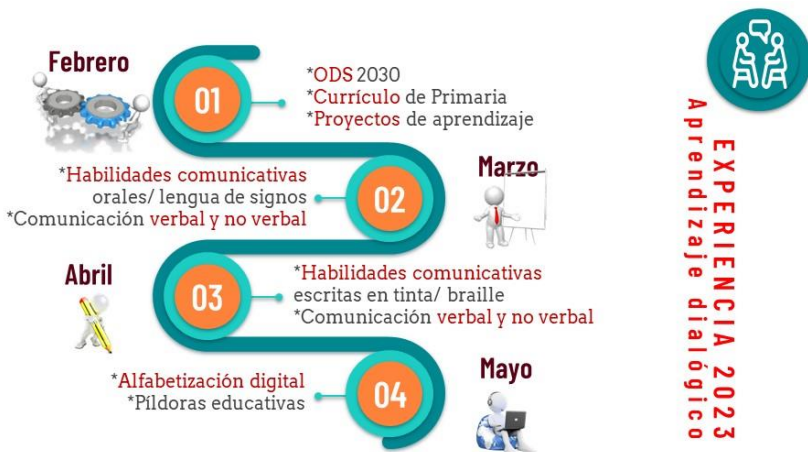 Febrero
01
*ODS 2030
*Currículo de Primaria
*Proyectos de aprendizaje
Marzo
02
*Habilidades comunicativas
orales/ lengua de signos
*Comunicación verbal y no verbal
Abril
03
*Habilidades comunicativas
escritas en tinta/ braille
*Comunicación verbal y no verbal
Mayo
04
*Alfabetización digital
*Píldoras educativas
EXPERIENCIA 2023
Aprendizaje dialógico